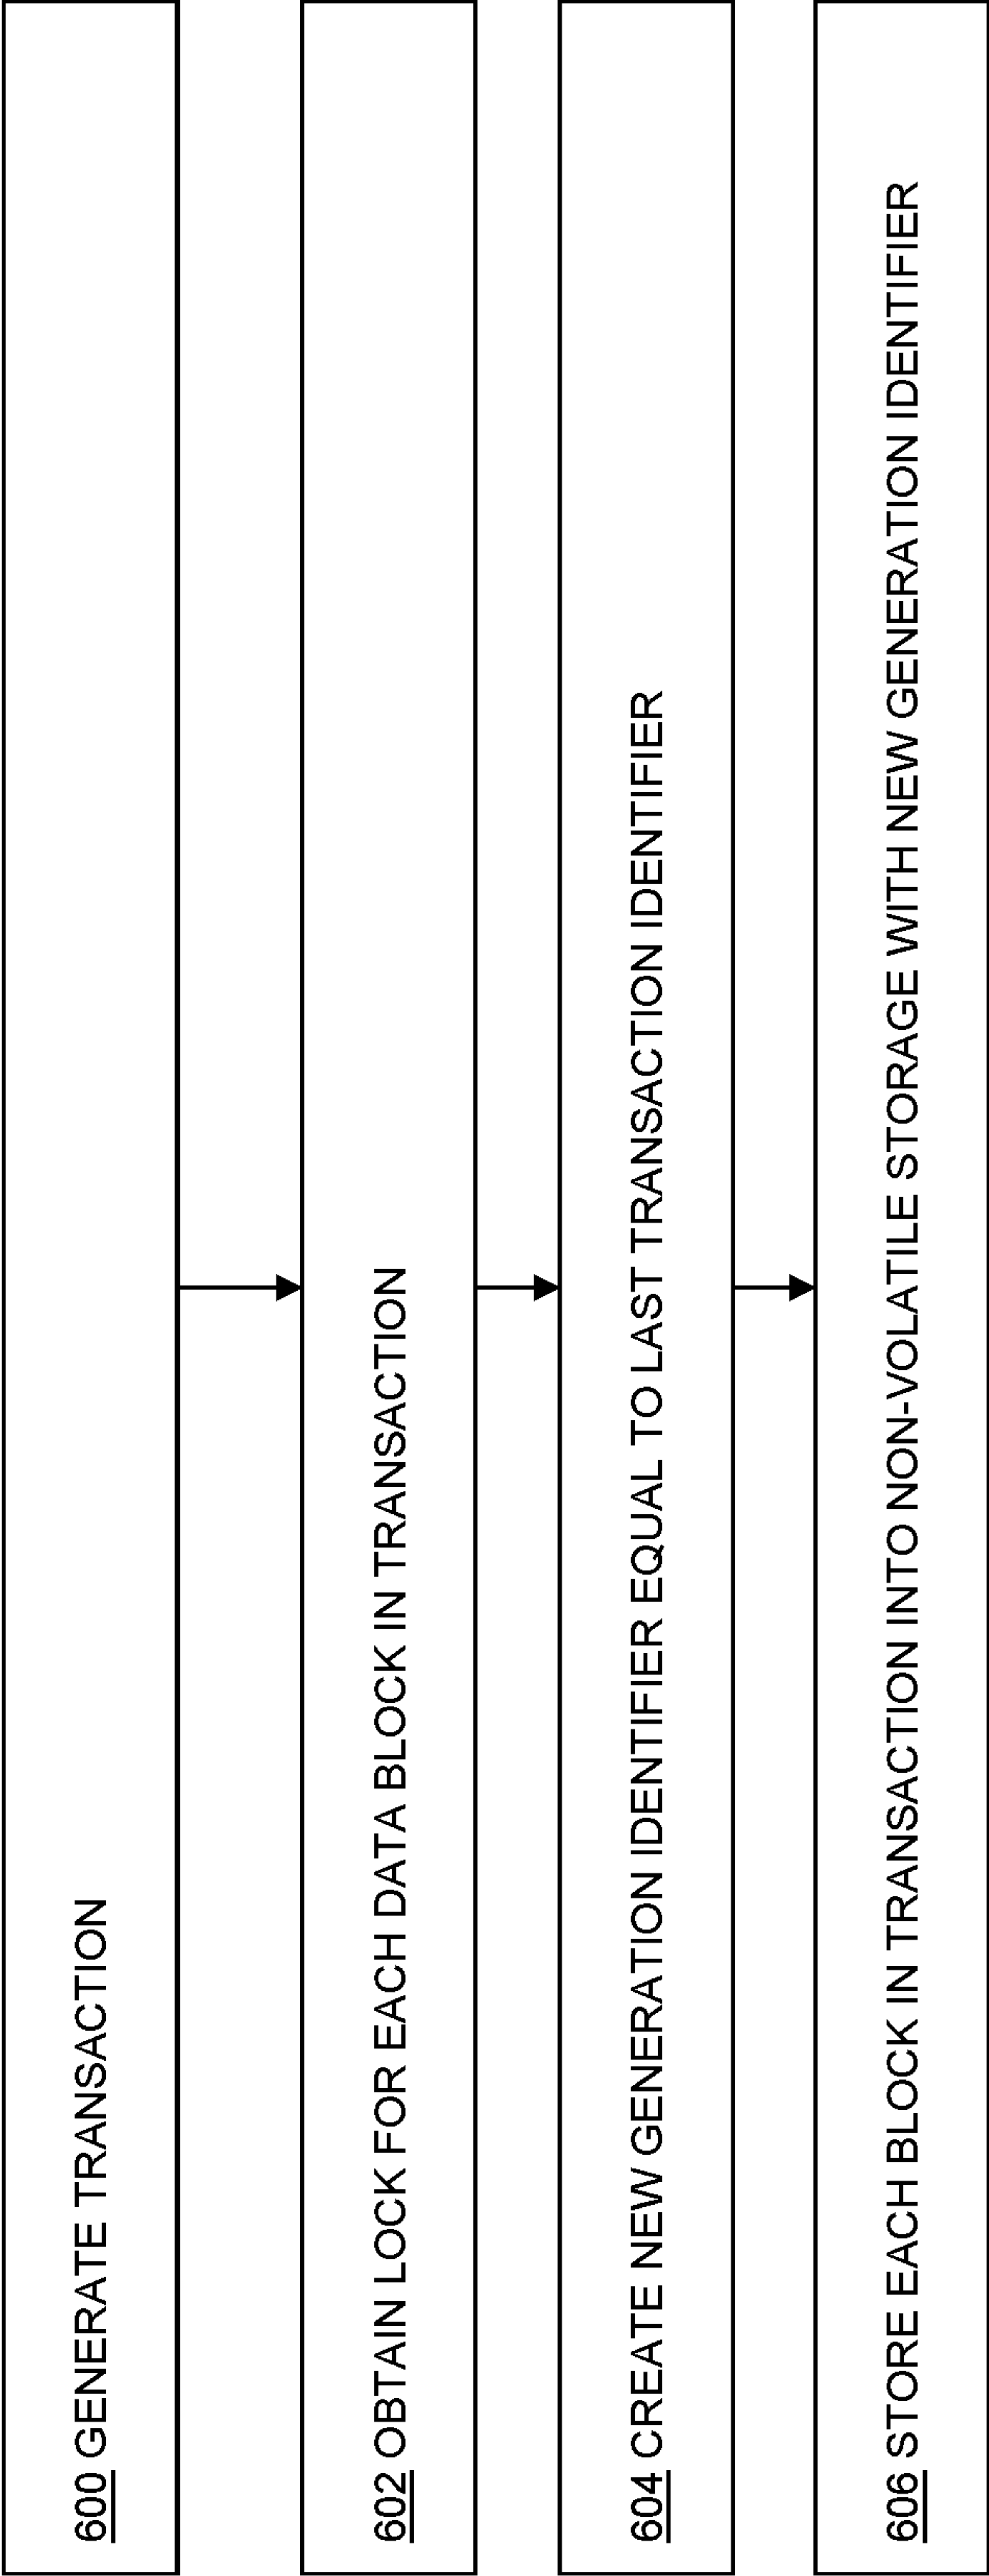 600 GENERATE TRANSACTION
602 OBTAIN LOCK FOR EACH DATA BLOCK IN TRANSACTION
604 CREATE NEW GENERATION IDENTIFIER EQUAL TO LAST TRANSACTION IDENTIFIER
606 STORE EACH BLOCK IN TRANSACTION INTO NON-VOLATILE STORAGE WITH NEW GENERATION IDENTIFIER